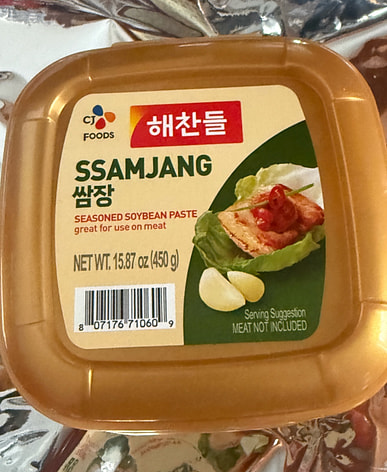 CJ
FOODS
해찬들
SSAMJANG
쌈장
SEASONED SOYBEAN PASTE
great for use on meat
NET WT. 15.87 oz (450 g)
8 07176 71060 9
Serving Suggestion
MEAT NOT INCLUDED